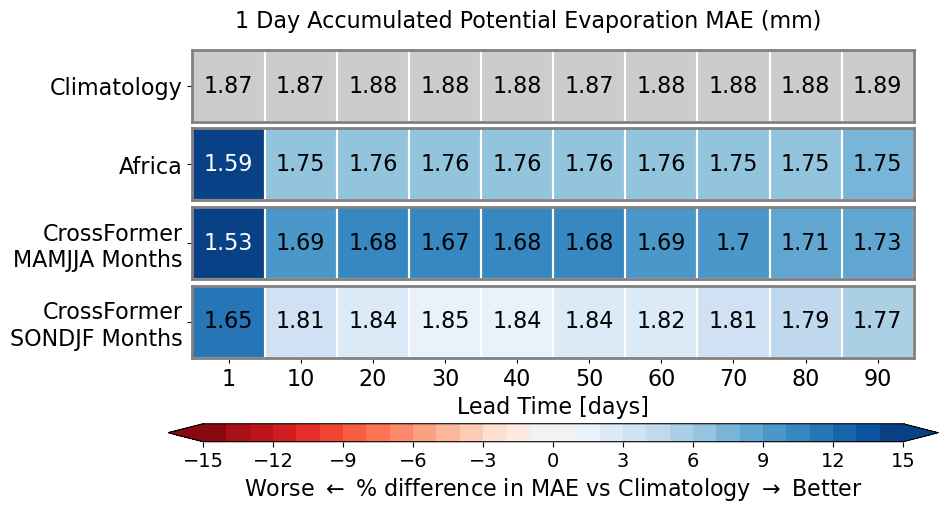 1 Day Accumulated Potential Evaporation MAE (mm)
Climatology 1.87 1.87 1.88 1.88 1.88 1.87 1.88 1.88 1.88 1.89
Africa 1.59 1.75 1.76 1.76 1.76 1.76 1.76 1.75 1.75 1.75
CrossFormer
MAMJJA Months 1.53 1.69 1.68 1.67 1.68 1.68 1.69 1.7 1.71 1.73
CrossFormer
SONDJF Months 1.65 1.81 1.84 1.85 1.84 1.84 1.82 1.81 1.79 1.77
1 10 20 30 40 50 60 70 80 90
Lead Time [days]
−15 −12 −9 −6 −3 0 3 6 9 12 15
Worse ← % difference in MAE vs Climatology → Better